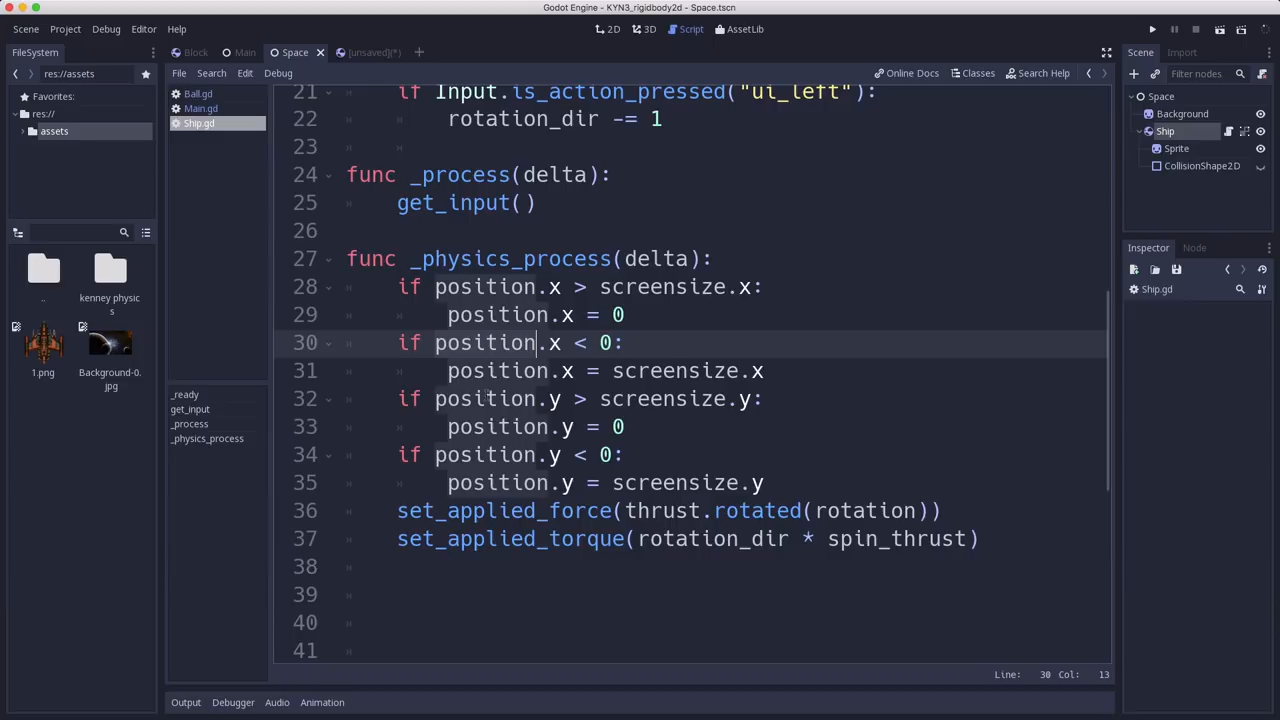 Godot Engine - KYN3_rigidbody2d - Space.tscn
Scene Project Debug Editor Help
2D 3D Script AssetLib
FileSystem
Block Main Space [unsaved](*)
Scene Import
res://assets
File Search Edit Debug
Online Docs Classes Search Help
Filter nodes
Favorites:
res://
assets
Ball.gd
Main.gd
Ship.gd
Space
Background
Ship
Sprite
CollisionShape2D
21 if Input.is_action_pressed("ui_left"):
22 rotation_dir -= 1
23
24 func _process(delta):
25 get_input()
26
27 func _physics_process(delta):
28 if position.x > screensize.x:
29 position.x = 0
30 if position.x < 0:
31 position.x = screensize.x
32 if position.y > screensize.y:
33 position.y = 0
34 if position.y < 0:
35 position.y = screensize.y
36 set_applied_force(thrust.rotated(rotation))
37 set_applied_torque(rotation_dir * spin_thrust)
38
39
40
41
..
kenney physic
s
1.png
Background-0.
jpg
_ready
get_input
_process
_physics_process
Inspector Node
Ship.gd
Line: 30 Col: 13
Output Debugger Audio Animation